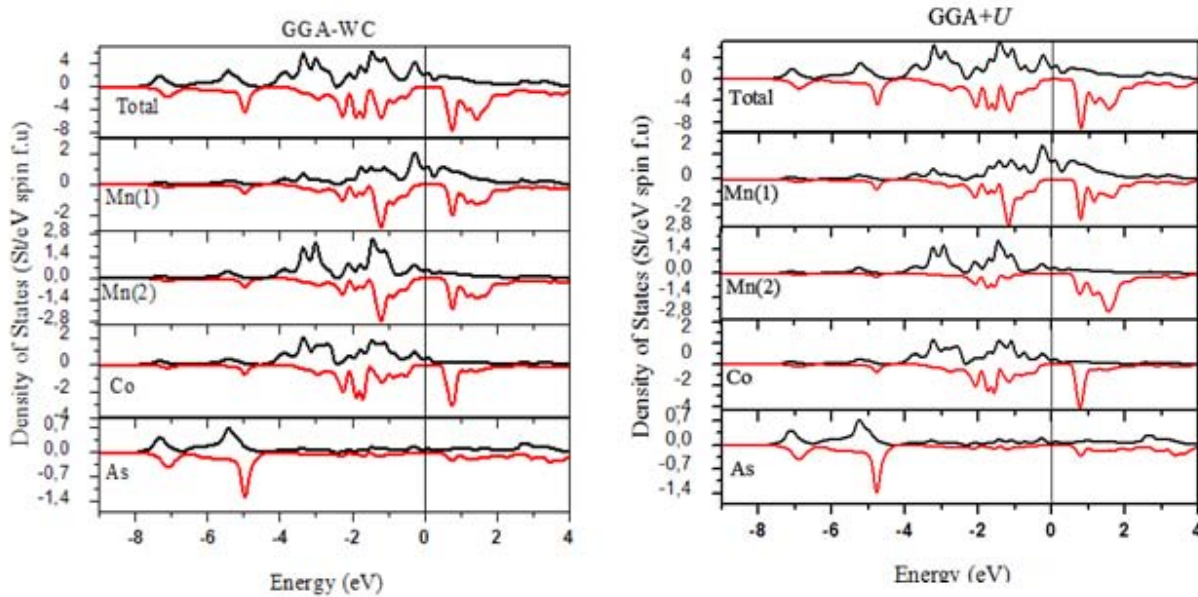 GGA-WC
Density of States (St/eV spin f.u)
4
0
-4
-8
Total
2
0
-2
Mn(1)
2,8
1,4
0,0
-1,4
-2,8
Mn(2)
2
0
-2
-4
Co
0,7
0,0
-0,7
-1,4
As
-8 -6 -4 -2 0 2 4
Energy (eV)
GGA+U
Density of States (St/eV spin f.u)
4
0
-4
-8
Total
2
0
-2
Mn(1)
2,8
1,4
0,0
-1,4
-2,8
Mn(2)
2
0
-2
-4
Co
0,7
0,0
-0,7
-1,4
As
-8 -6 -4 -2 0 2 4
Energy (eV)